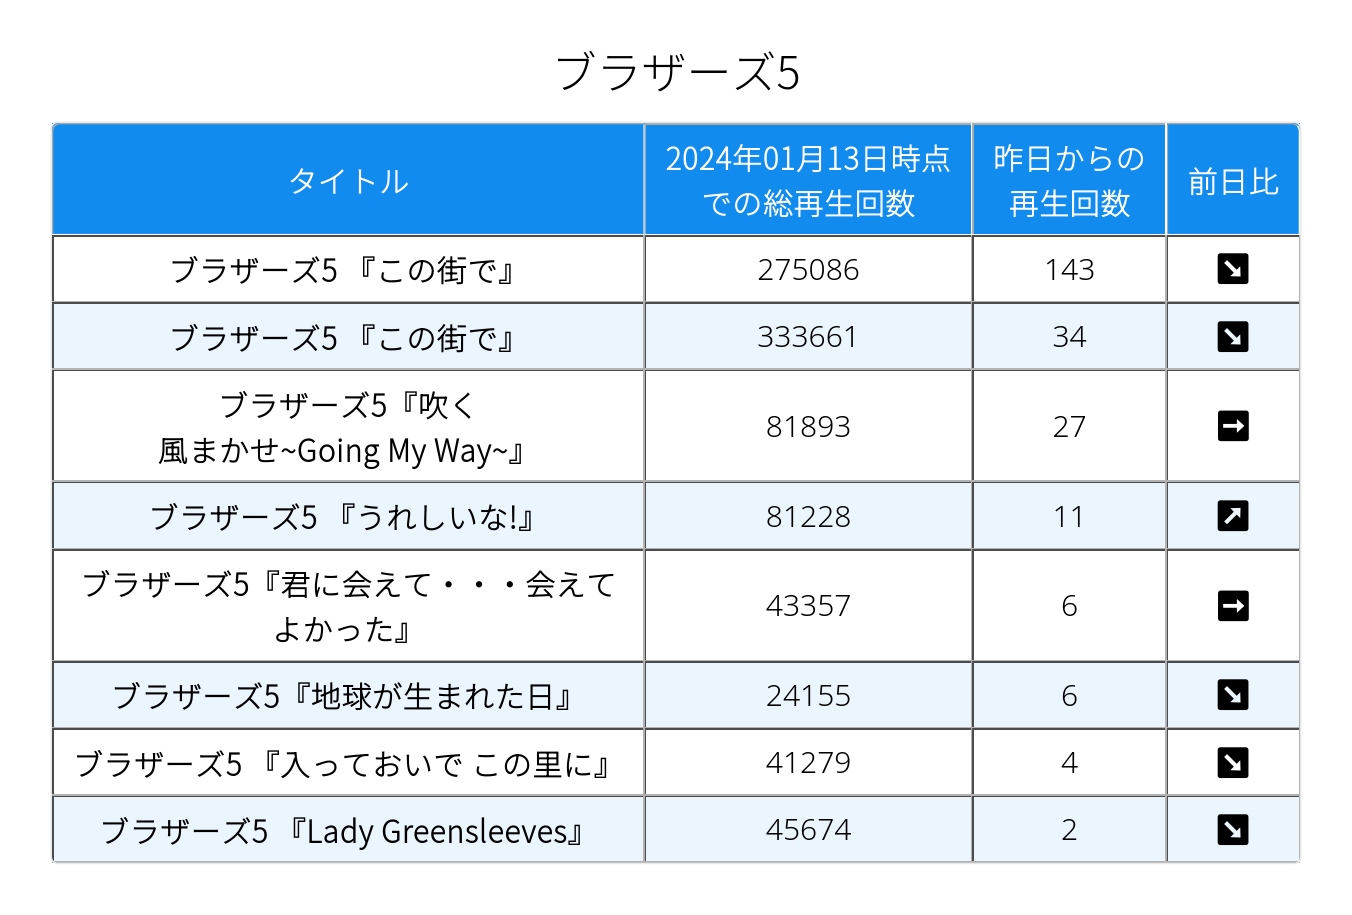 ブラザーズ5
タイトル
2024年01月13日時点
での総再生回数
昨日からの
再生回数
前日比
ブラザーズ5 『この街で』
275086
143
↘
ブラザーズ5 『この街で』
333661
34
↘
ブラザーズ5『吹く
風まかせ~Going My Way~』
81893
27
→
ブラザーズ5 『うれしいな!』
81228
11
↗
ブラザーズ5『君に会えて・・・会えて
よかった』
43357
6
→
ブラザーズ5『地球が生まれた日』
24155
6
↘
ブラザーズ5 『入っておいで この里に』
41279
4
↘
ブラザーズ5 『Lady Greensleeves』
45674
2
↘